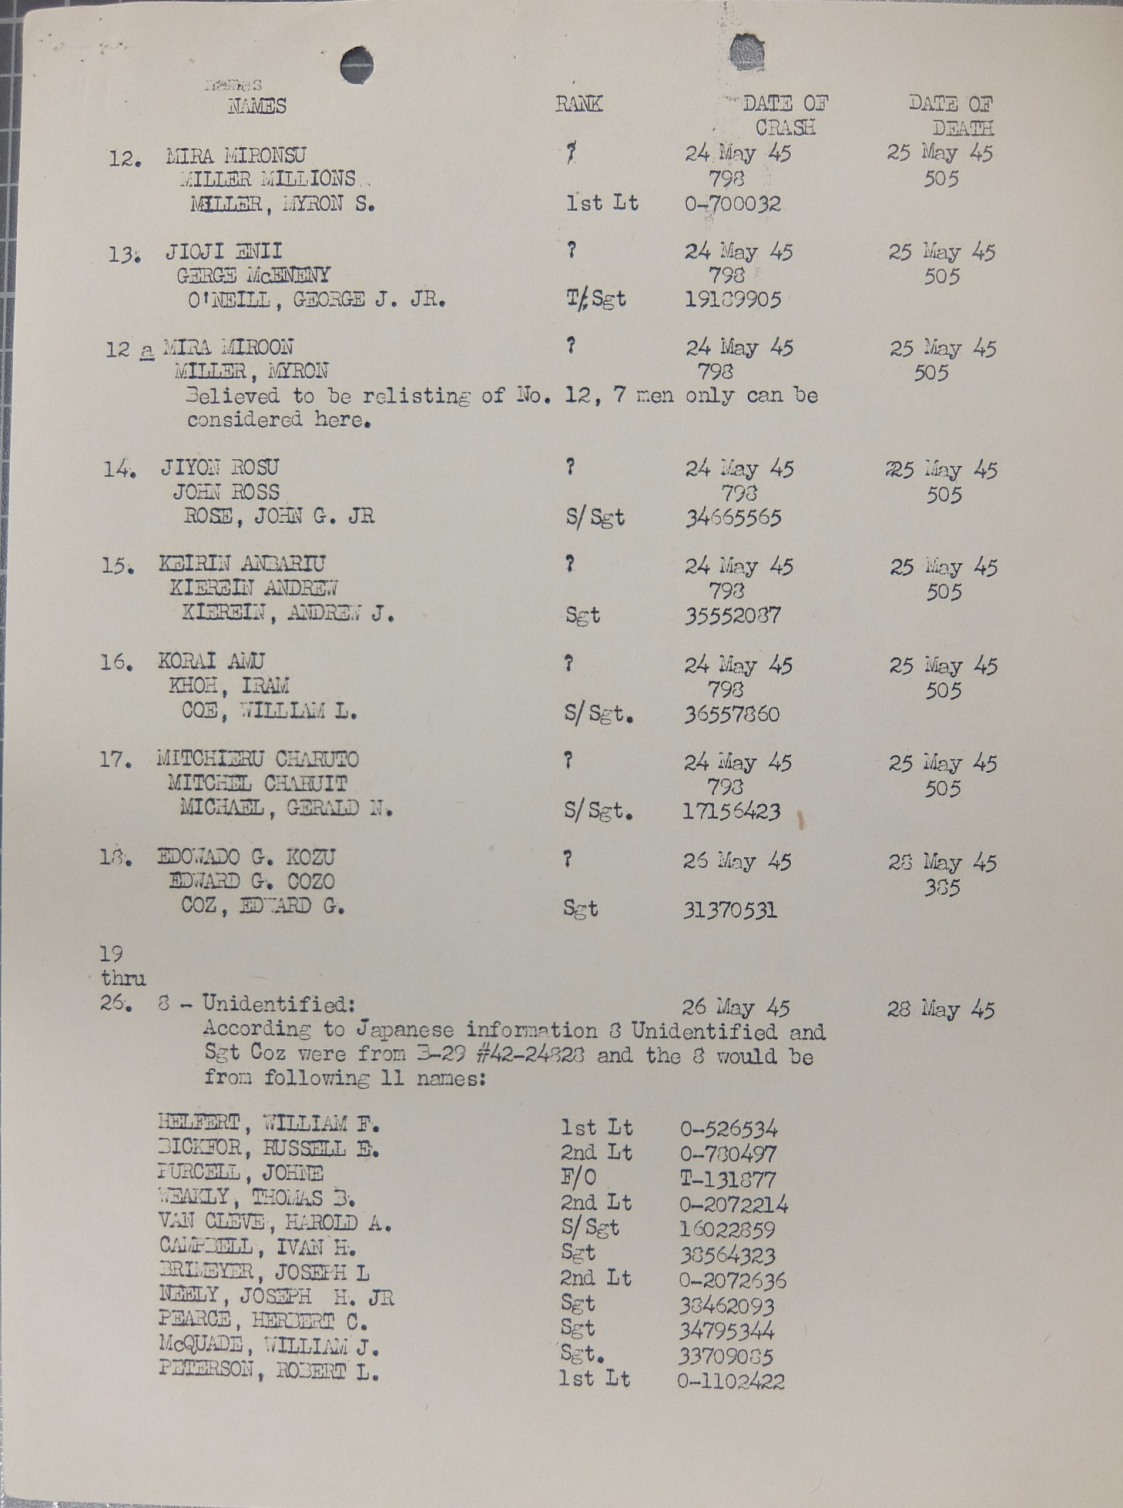 names
NAMES RANK DATE OF DATE OF
CRASH DEATH
12. MIRA MIRONSU ? 24 May 45 25 May 45
MILLER MILLIONS 798 505
MILLER, MYRON S. 1st Lt 0-700032
13. JIOJI ENII ? 24 May 45 25 May 45
GERGE McENENY 798 505
O'NEILL, GEORGE J. JR. T/Sgt 19189905
12 a MIRA MIROON ? 24 May 45 25 May 45
MILLER, MYRON 798 505
Believed to be relisting of No. 12, 7 men only can be
considered here.
14. JIYON ROSU ? 24 May 45 25 May 45
JOHN ROSS 798 505
ROSE, JOHN G. JR S/Sgt 34665565
15. KEIRIN ANBARIU ? 24 May 45 25 May 45
KIEREIN ANDREW 798 505
KIEREIN, ANDREW J. Sgt 35552087
16. KORAI AMU ? 24 May 45 25 May 45
KHOH, IRAM 798 505
COE, WILLIAM L. S/Sgt. 36557860
17. MITCHIERU CHARUTO ? 24 May 45 25 May 45
MITCHEL CHARUIT 798 505
MICHAEL, GERALD N. S/Sgt. 17156423
18. EDOWADO G. KOZU ? 26 May 45 28 May 45
EDWARD G. COZO 385
COZ, EDWARD G. Sgt 31370531
19
thru
26. 8 - Unidentified: 26 May 45 28 May 45
According to Japanese information 8 Unidentified and
Sgt Coz were from B-29 #42-24828 and the 8 would be
from following 11 names:
HELFERT, WILLIAM F. 1st Lt 0-526534
BICKFOR, RUSSELL E. 2nd Lt 0-780497
PURCELL, JOHNE F/O T-131877
WEAKLY, THOMAS B. 2nd Lt 0-2072214
VAN CLEVE, HAROLD A. S/Sgt 16022859
CAMPBELL, IVAN H. Sgt 38564323
BRIMEYER, JOSEPH L 2nd Lt 0-2072636
NEELY, JOSEPH H. JR Sgt 38462093
PEARCE, HERBERT C. Sgt 34795344
McQUADE, WILLIAM J. Sgt. 33709085
PETERSON, ROBERT L. 1st Lt 0-1102422